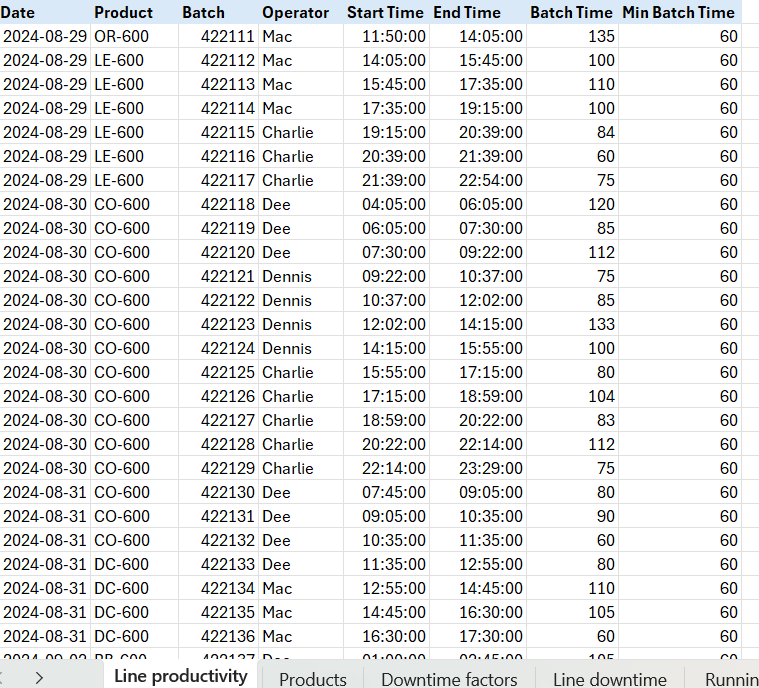 Date Product Batch Operator Start Time End Time Batch Time Min Batch Time
2024-08-29 OR-600 422111 Mac 11:50:00 14:05:00 135 60
2024-08-29 LE-600 422112 Mac 14:05:00 15:45:00 100 60
2024-08-29 LE-600 422113 Mac 15:45:00 17:35:00 110 60
2024-08-29 LE-600 422114 Mac 17:35:00 19:15:00 100 60
2024-08-29 LE-600 422115 Charlie 19:15:00 20:39:00 84 60
2024-08-29 LE-600 422116 Charlie 20:39:00 21:39:00 60 60
2024-08-29 LE-600 422117 Charlie 21:39:00 22:54:00 75 60
2024-08-30 CO-600 422118 Dee 04:05:00 06:05:00 120 60
2024-08-30 CO-600 422119 Dee 06:05:00 07:30:00 85 60
2024-08-30 CO-600 422120 Dee 07:30:00 09:22:00 112 60
2024-08-30 CO-600 422121 Dennis 09:22:00 10:37:00 75 60
2024-08-30 CO-600 422122 Dennis 10:37:00 12:02:00 85 60
2024-08-30 CO-600 422123 Dennis 12:02:00 14:15:00 133 60
2024-08-30 CO-600 422124 Dennis 14:15:00 15:55:00 100 60
2024-08-30 CO-600 422125 Charlie 15:55:00 17:15:00 80 60
2024-08-30 CO-600 422126 Charlie 17:15:00 18:59:00 104 60
2024-08-30 CO-600 422127 Charlie 18:59:00 20:22:00 83 60
2024-08-30 CO-600 422128 Charlie 20:22:00 22:14:00 112 60
2024-08-30 CO-600 422129 Charlie 22:14:00 23:29:00 75 60
2024-08-31 CO-600 422130 Dee 07:45:00 09:05:00 80 60
2024-08-31 CO-600 422131 Dee 09:05:00 10:35:00 90 60
2024-08-31 CO-600 422132 Dee 10:35:00 11:35:00 60 60
2024-08-31 DC-600 422133 Dee 11:35:00 12:55:00 80 60
2024-08-31 DC-600 422134 Mac 12:55:00 14:45:00 110 60
2024-08-31 DC-600 422135 Mac 14:45:00 16:30:00 105 60
2024-08-31 DC-600 422136 Mac 16:30:00 17:30:00 60 60
Line productivity Products Downtime factors Line downtime Runnin